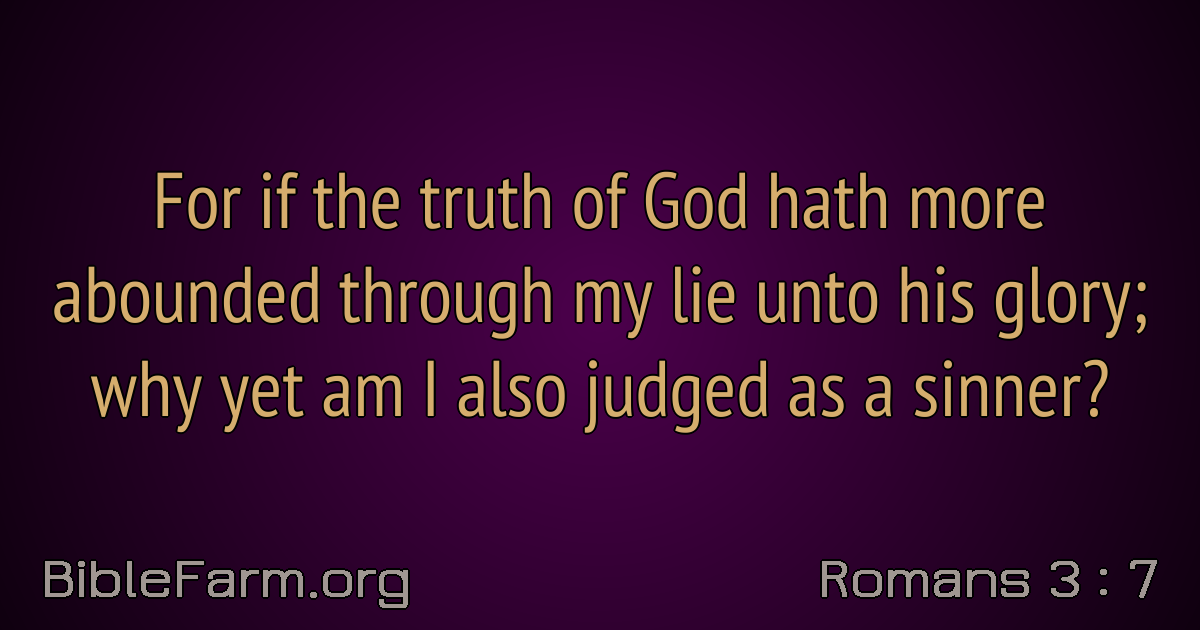 For if the truth of God hath more
abounded through my lie unto his glory;
why yet am I also judged as a sinner?
BibleFarm.org
Romans 3 : 7